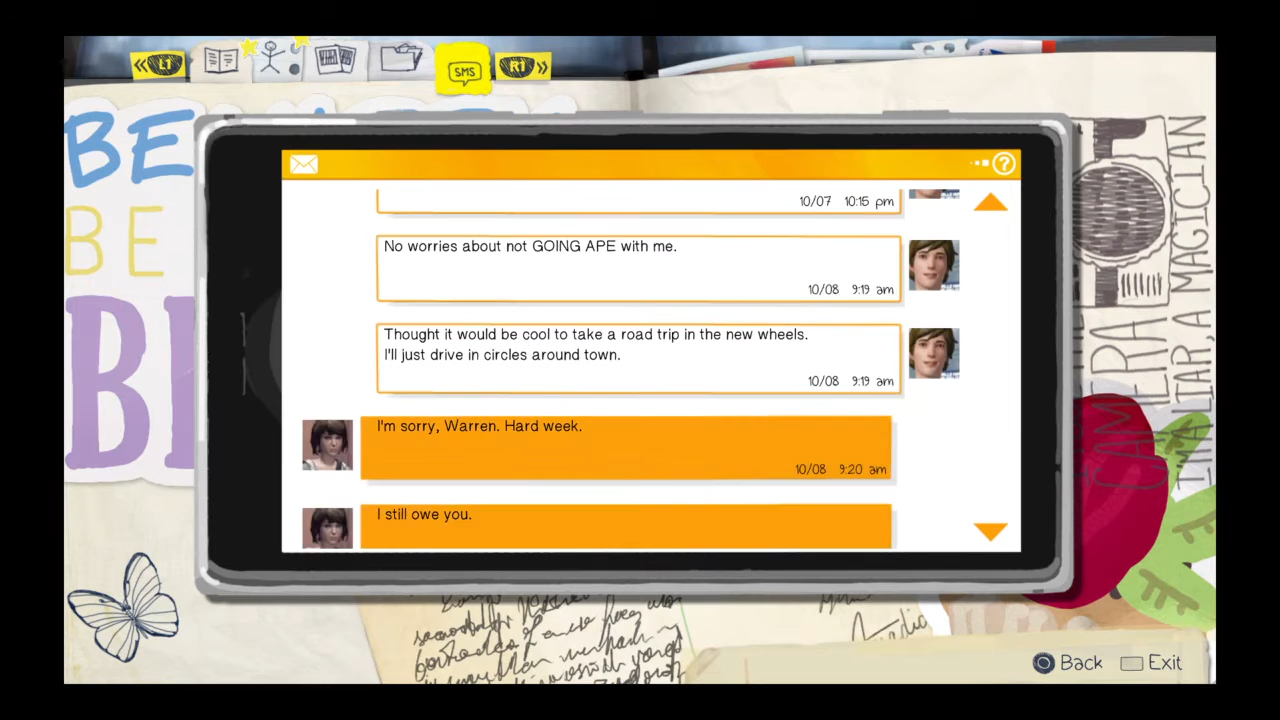 L1
SMS
R1
BE
BE
10/07 10:15 pm
No worries about not GOING APE with me.
10/08 9:19 am
Thought it would be cool to take a road trip in the new wheels.
I'll just drive in circles around town.
10/08 9:19 am
I'm sorry, Warren. Hard week.
10/08 9:20 am
I still owe you.
CAMERA
A MAGICIAN
Back
Exit